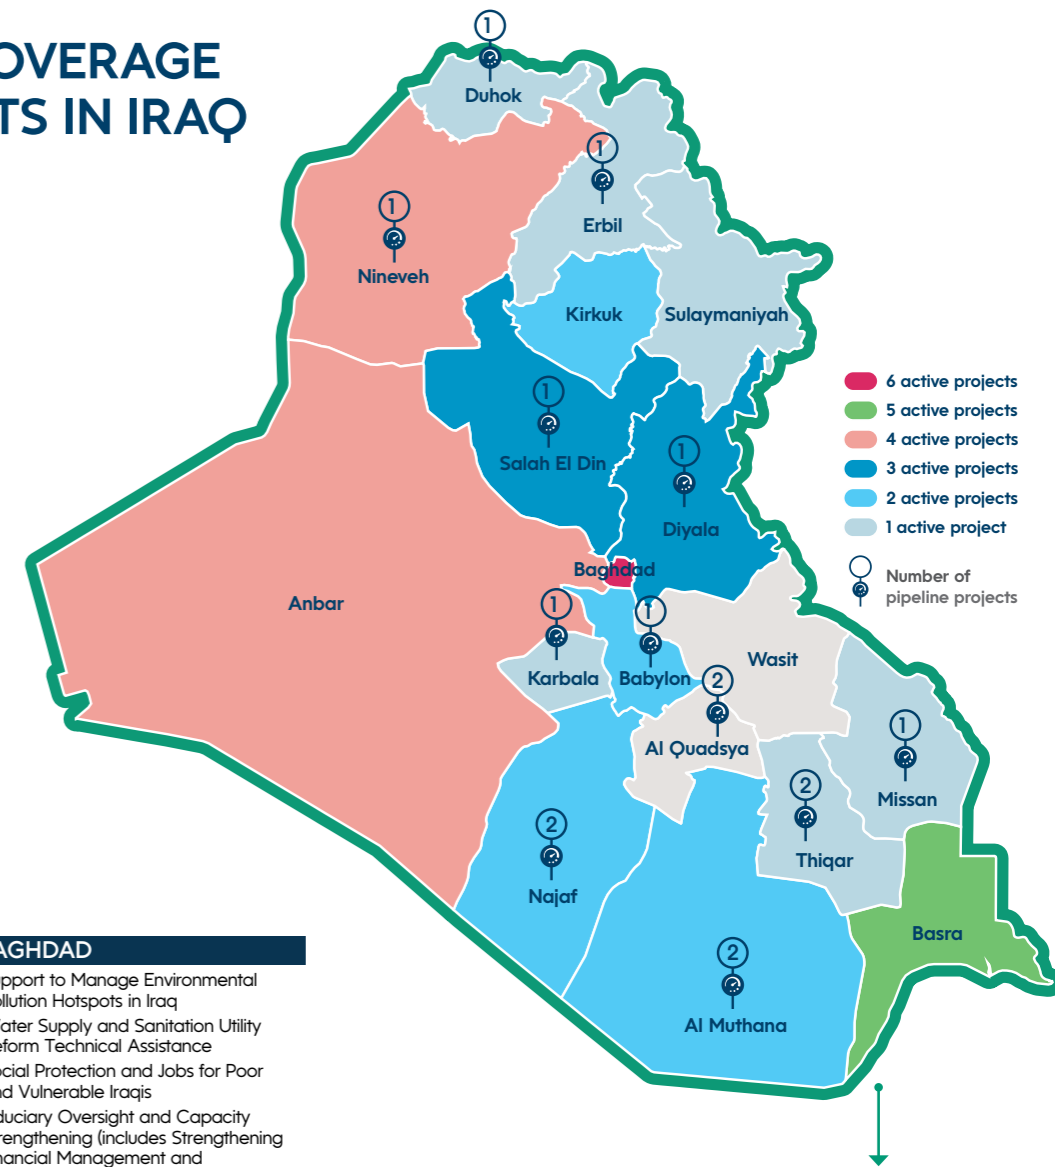 OVERAGE
TS IN IRAQ
1
Duhok
1
Erbil
1
Nineveh
Kirkuk
Sulaymaniyah
1
Salah El Din
1
Diyala
6 active projects
5 active projects
4 active projects
3 active projects
2 active projects
1 active project
Number of
pipeline projects
Baghdad
Anbar
1
Karbala
1
Babylon
Wasit
2
Al Quadsya
1
Missan
2
Thiqar
2
Najaf
Basra
2
Al Muthana
AGHDAD
pport to Manage Environmental
ollution Hotspots in Iraq
ater Supply and Sanitation Utility
eform Technical Assistance
ocial Protection and Jobs for Poor
nd Vulnerable Iraqis
duciary Oversight and Capacity
rengthening (includes Strengthening
nancial Management and